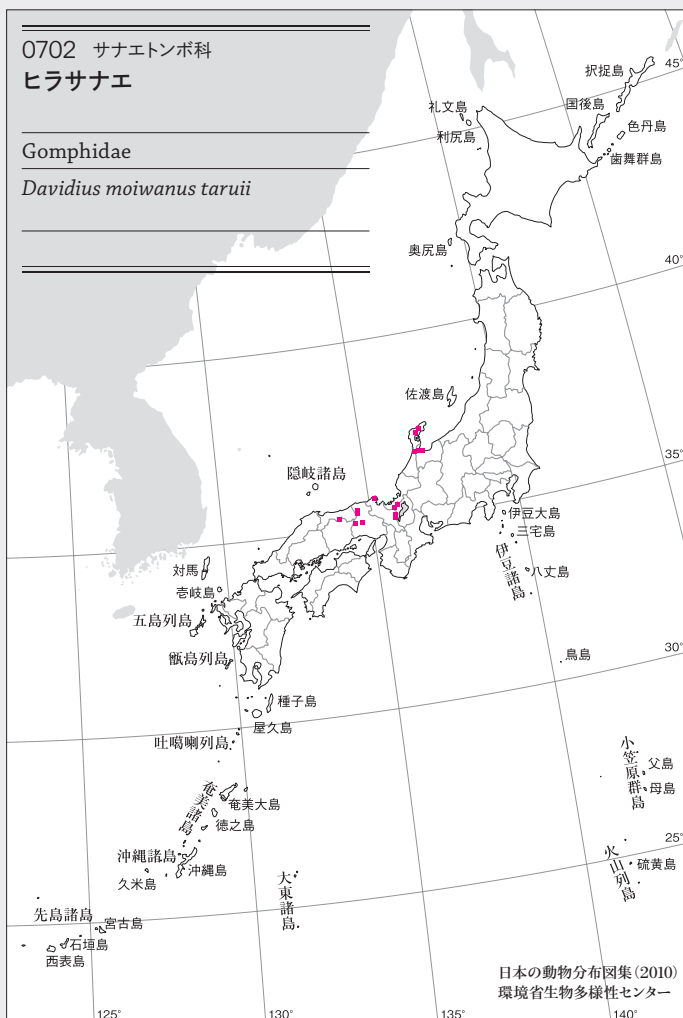 0702 サナエトンボ科
ヒラサナエ
Gomphidae
Davidius moiwanus taruii
45°
択捉島
国後島
礼文島
色丹島
利尻島
歯舞群島
奥尻島
40°
佐渡島
35°
隠岐諸島
伊豆大島
三宅島
伊豆諸島
八丈島
対馬
壱岐島
五島列島
甑島列島
30°
鳥島
種子島
屋久島
吐噶喇列島
小笠原群島
父島
母島
奄美諸島
奄美大島
徳之島
25°
沖縄諸島
沖縄島
久米島
大東諸島
火山列島
硫黄島
先島諸島
宮古島
石垣島
西表島
日本の動物分布図集(2010)
環境省生物多様性センター
125°
130°
135°
140°